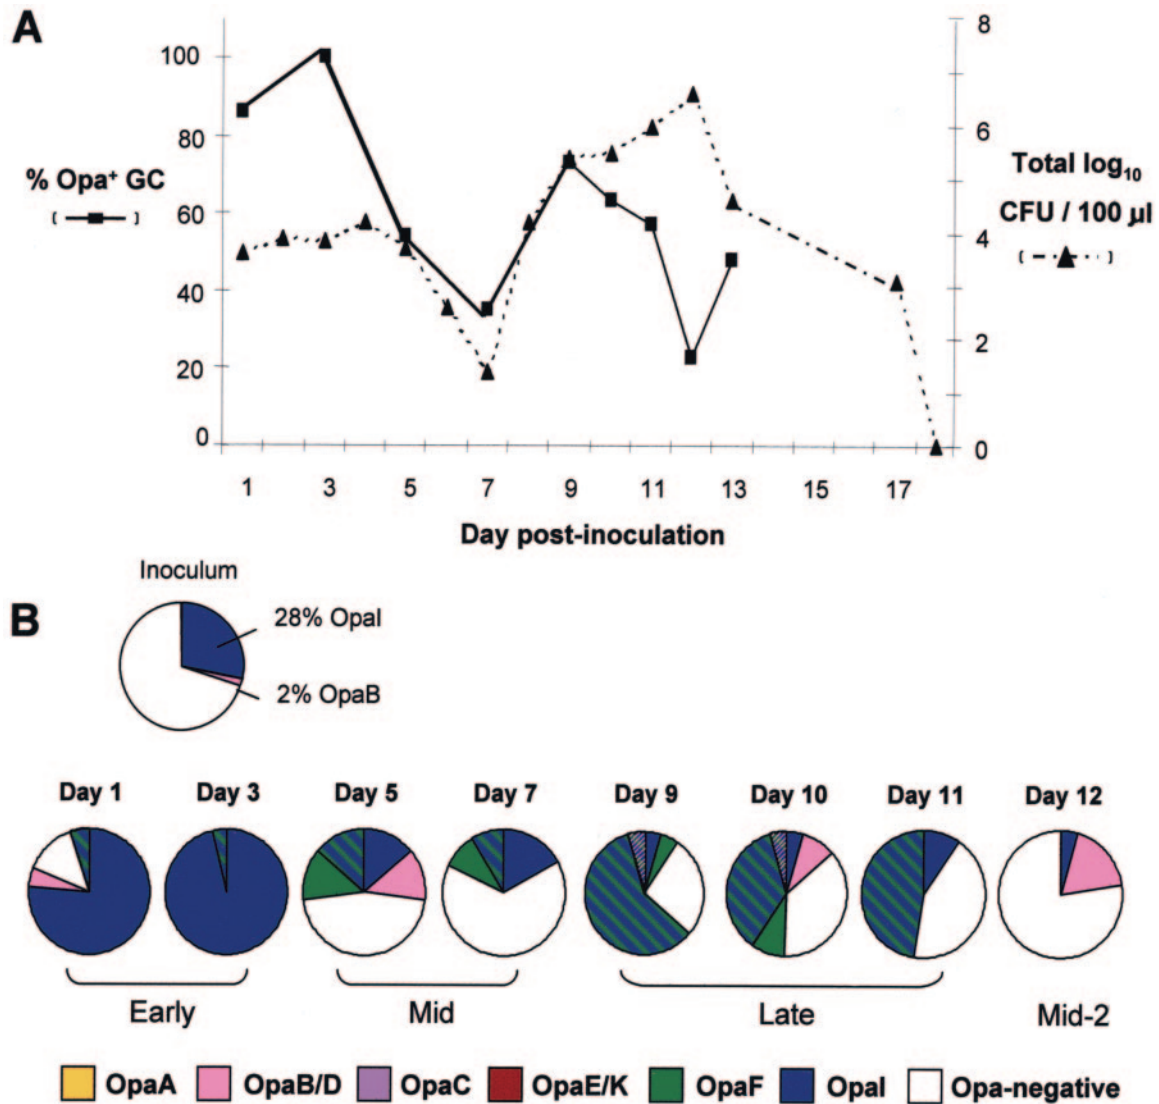 A
100
80
60
40
20
0
% Opa+ GC
( )
8
6
4
2
0
Total log10
CFU / 100 µl
( )
1 3 5 7 9 11 13 15 17
Day post-inoculation
B
Inoculum
28% OpaI
2% OpaB
Day 1 Day 3 Day 5 Day 7 Day 9 Day 10 Day 11 Day 12
Early Mid Late Mid-2
OpaA OpaB/D OpaC OpaE/K OpaF OpaI Opa-negative